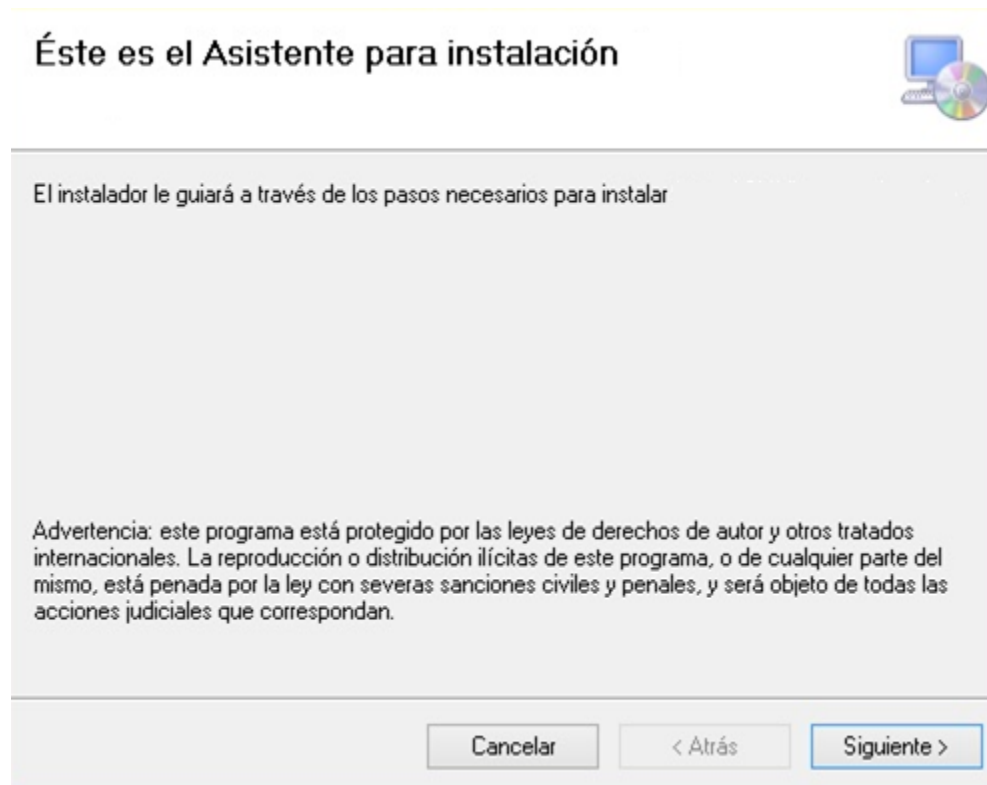 Éste es el Asistente para instalación
El instalador le guiará a través de los pasos necesarios para instalar
Advertencia: este programa está protegido por las leyes de derechos de autor y otros tratados
internacionales. La reproducción o distribución ilícitas de este programa, o de cualquier parte del
mismo, está penada por la ley con severas sanciones civiles y penales, y será objeto de todas las
acciones judiciales que correspondan.
Cancelar
< Atrás
Siguiente >